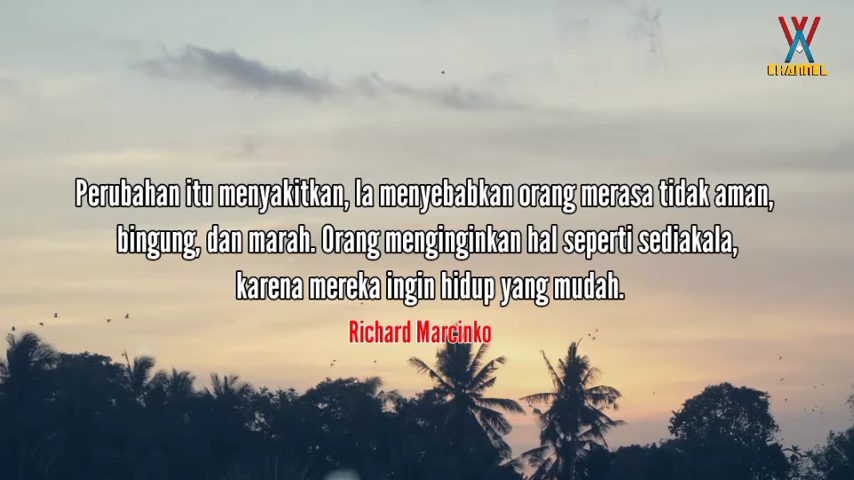 CHANNEL
Perubahan itu menyakitkan, Ia menyebabkan orang merasa tidak aman,
bingung, dan marah. Orang menginginkan hal seperti sediakala,
karena mereka ingin hidup yang mudah.
Richard Marcinko